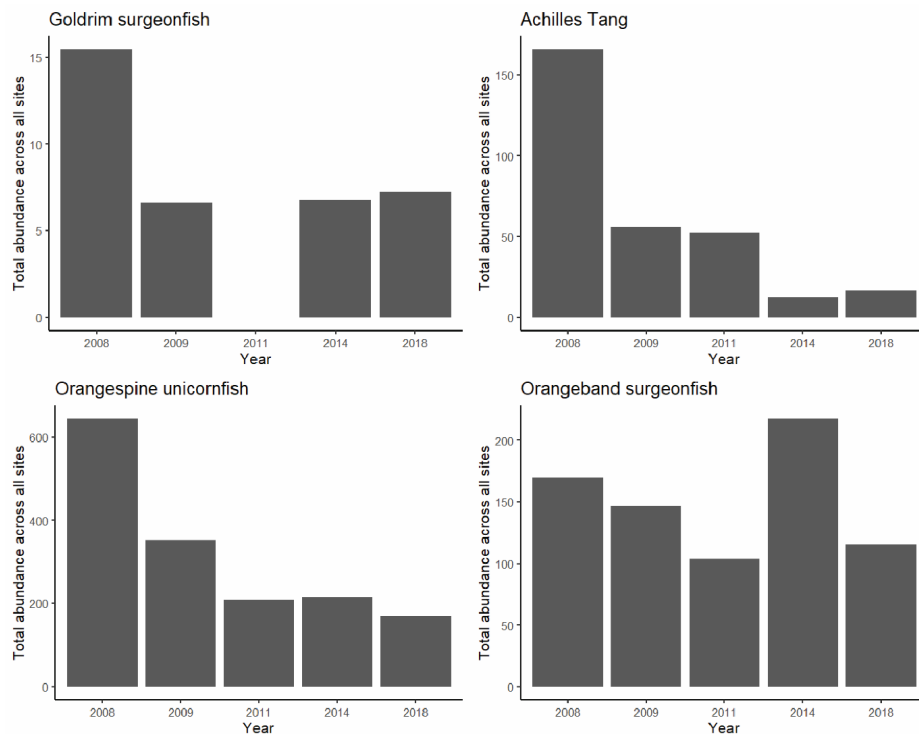 Goldrim surgeonfish
Total abundance across all sites
15
10
5
0
2008 2009 2011 2014 2018
Year
Achilles Tang
Total abundance across all sites
150
100
50
0
2008 2009 2011 2014 2018
Year
Orangespine unicornfish
Total abundance across all sites
600
400
200
0
2008 2009 2011 2014 2018
Year
Orangeband surgeonfish
Total abundance across all sites
200
150
100
50
0
2008 2009 2011 2014 2018
Year